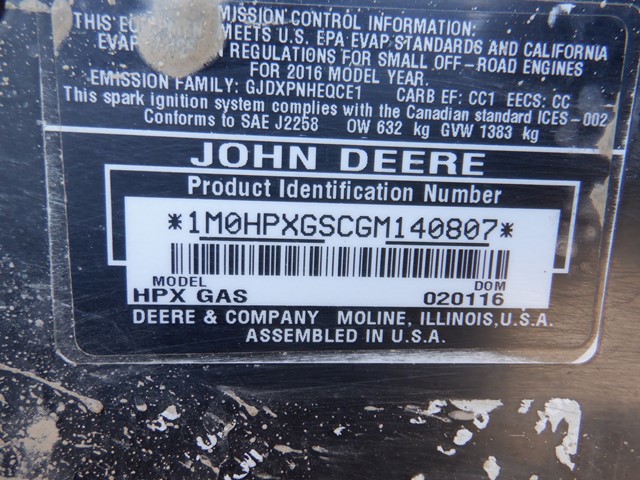 THIS EMISSION CONTROL INFORMATION:
MEETS U.S. EPA EVAP STANDARDS AND CALIFORNIA
EVAP REGULATIONS FOR SMALL OFF-ROAD ENGINES
FOR 2016 MODEL YEAR.
EMISSION FAMILY: GJDXPNHEQCE1 CARB EF: CC1 EECS: CC
This spark ignition system complies with the Canadian standard ICES-002
Conforms to SAE J2258 OW 632 kg GVW 1383 kg
JOHN DEERE
Product Identification Number
*1M0HPXGSCGM140807*
MODEL DOM
HPX GAS 020116
DEERE & COMPANY MOLINE, ILLINOIS,U.S.A.
ASSEMBLED IN U.S.A.